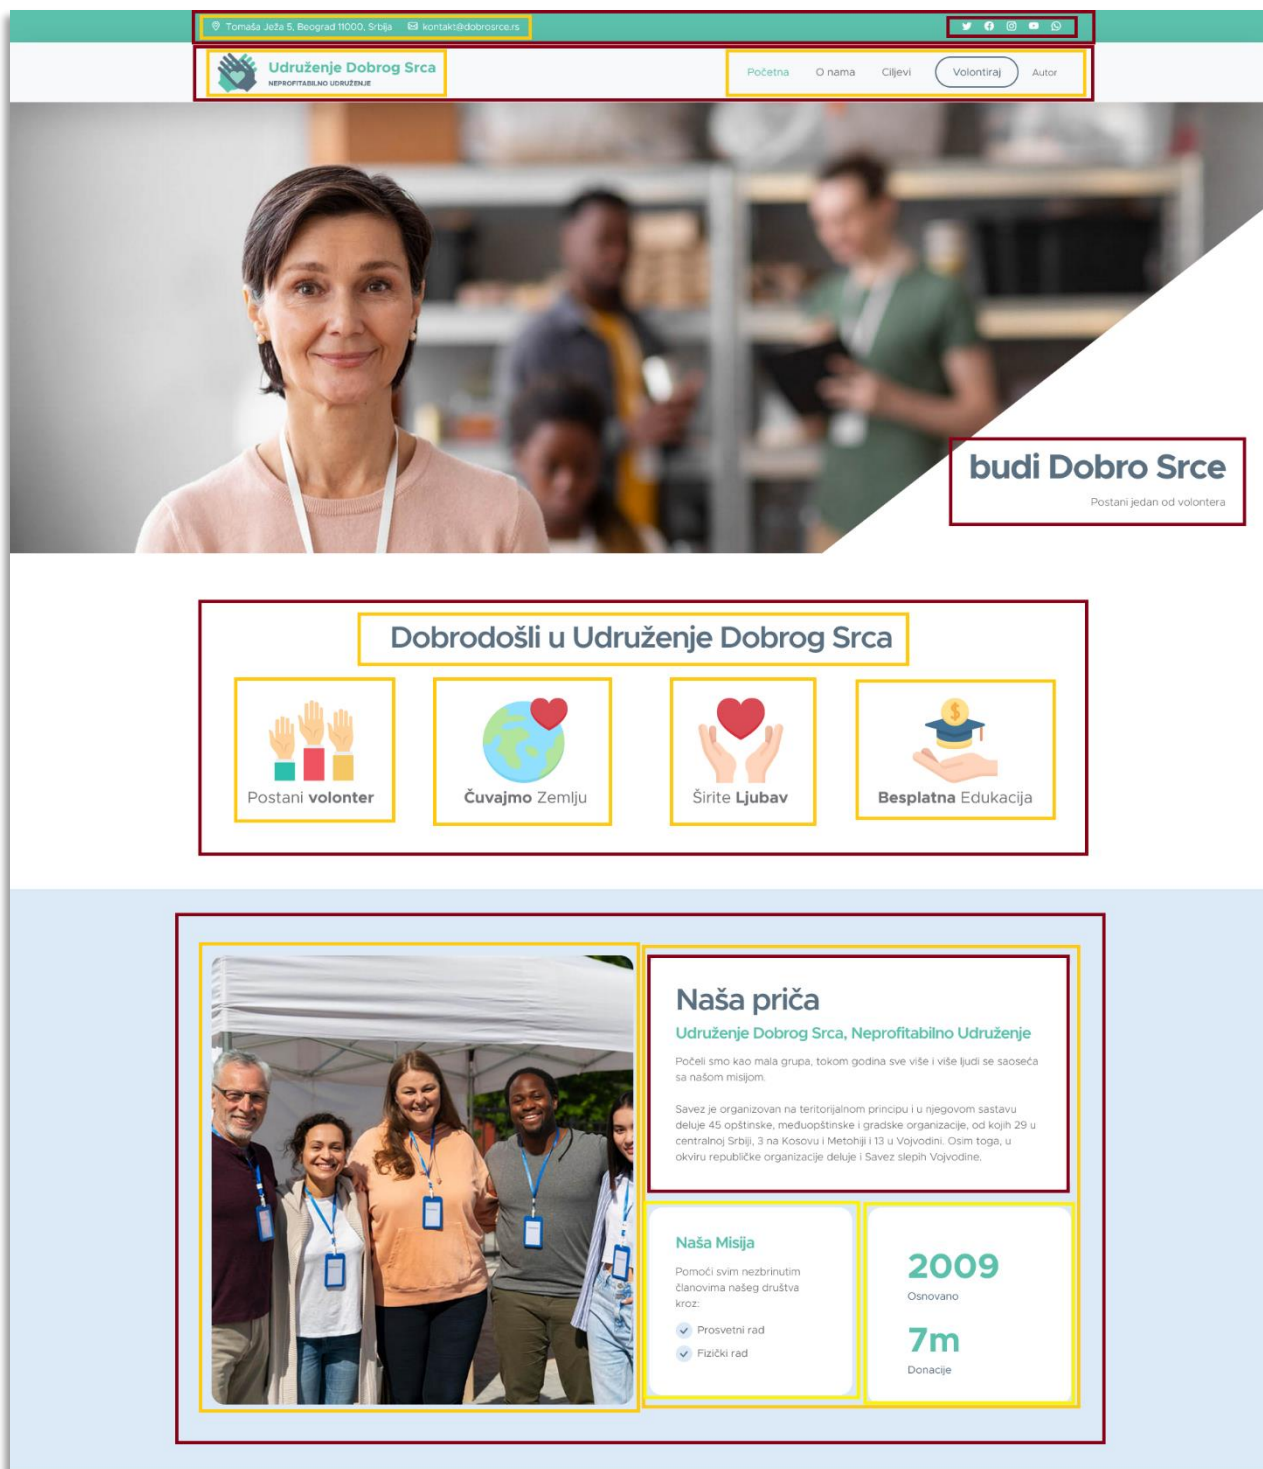 Tomaša Ježa 5, Beograd 11000, Srbija kontakt@dobrosrce.rs
Udruženje Dobrog Srca
NEPROFITABILNO UDRUŽENJE
Početna O nama Ciljevi Volontiraj Autor
budi Dobro Srce
Postani jedan od volontera
Dobrodošli u Udruženje Dobrog Srca
Postani volonter
Čuvajmo Zemlju
Širite Ljubav
Besplatna Edukacija
Naša priča
Udruženje Dobrog Srca, Neprofitabilno Udruženje
Počeli smo kao mala grupa, tokom godina sve više i više ljudi se saoseća
sa našom misijom.
Savez je organizovan na teritorijalnom principu i u njegovom sastavu
deluje 45 opštinske, međuopštinske i gradske organizacije, od kojih 29 u
centralnoj Srbiji, 3 na Kosovu i Metohiji i 13 u Vojvodini. Osim toga, u
okviru republičke organizacije deluje i Savez slepih Vojvodine.
Naša Misija
Pomoći svim nezbrinutim
članovima našeg društva
kroz:
Prosvetni rad
Fizički rad
2009
Osnovano
7m
Donacije
$